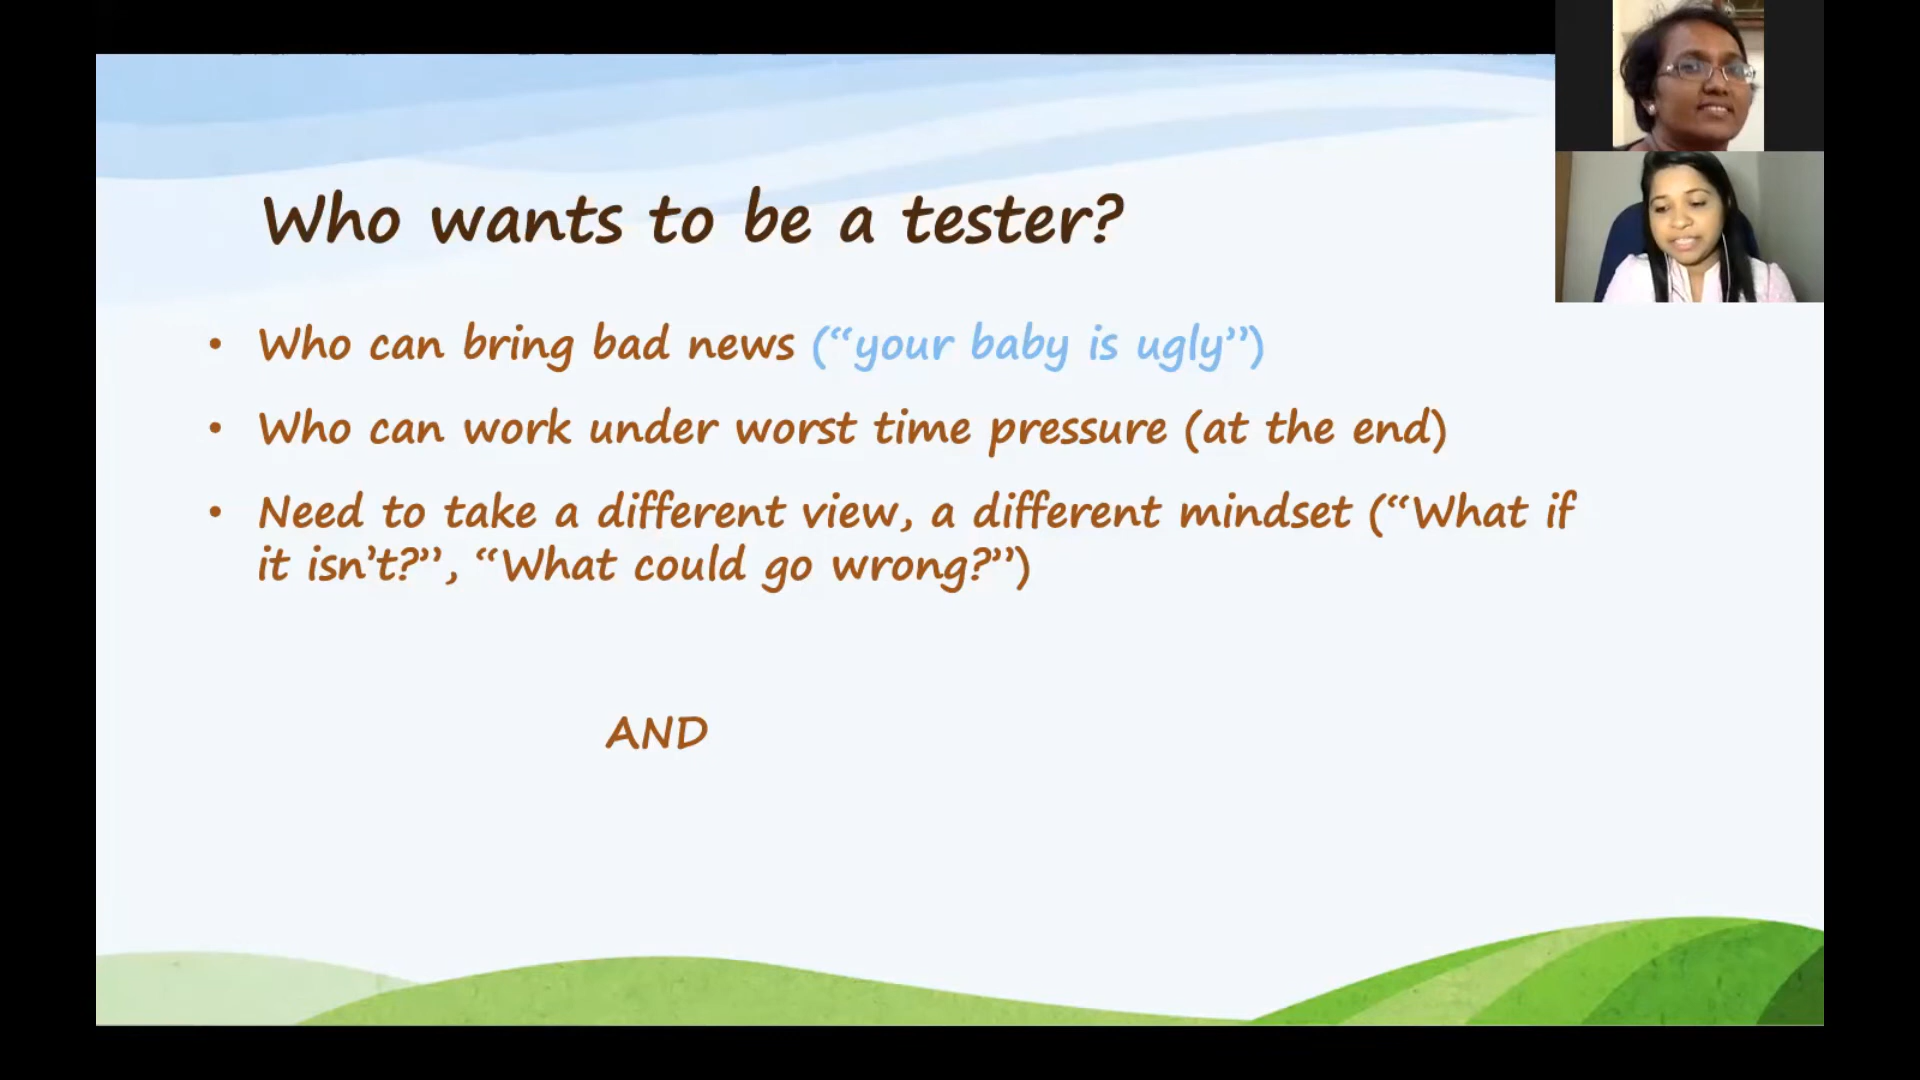 Who wants to be a tester?
• Who can bring bad news (“your baby is ugly”)
• Who can work under worst time pressure (at the end)
• Need to take a different view, a different mindset (“What if
it isn’t?”, “What could go wrong?”)
AND